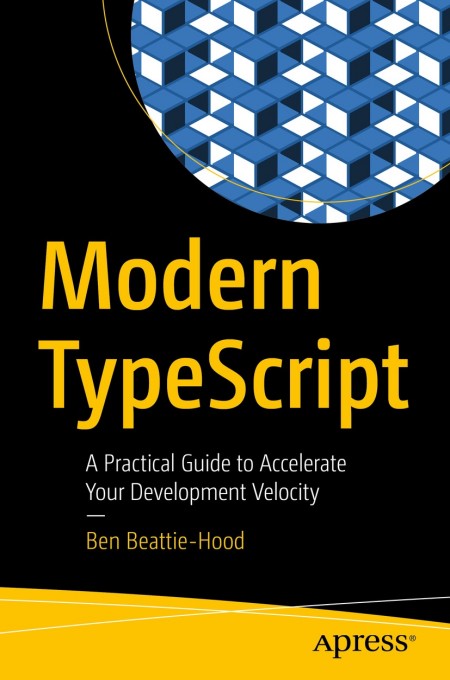 Modern
TypeScript
A Practical Guide to Accelerate
Your Development Velocity
Ben Beattie-Hood
Apress®